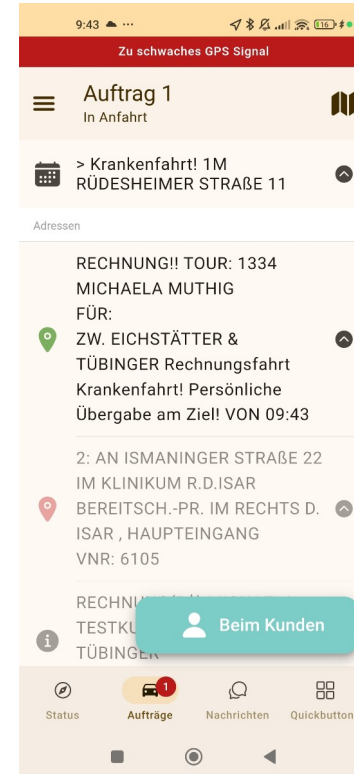 9:43
16
Zu schwaches GPS Signal
Auftrag 1
In Anfahrt
> Krankenfahrt! 1M
RÜDESHEIMER STRAßE 11
Adressen
RECHNUNG!! TOUR: 1334
MICHAELA MUTHIG
FÜR:
ZW. EICHSTÄTTER &
TÜBINGER Rechnungsfahrt
Krankenfahrt! Persönliche
Übergabe am Ziel! VON 09:43
2: AN ISMANINGER STRAßE 22
IM KLINIKUM R.D.ISAR
BEREITSCH.-PR. IM RECHTS D.
ISAR , HAUPTEINGANG
VNR: 6105
Beim Kunden
TÜBINGER
1
Status
Aufträge
Nachrichten
Quickbutton